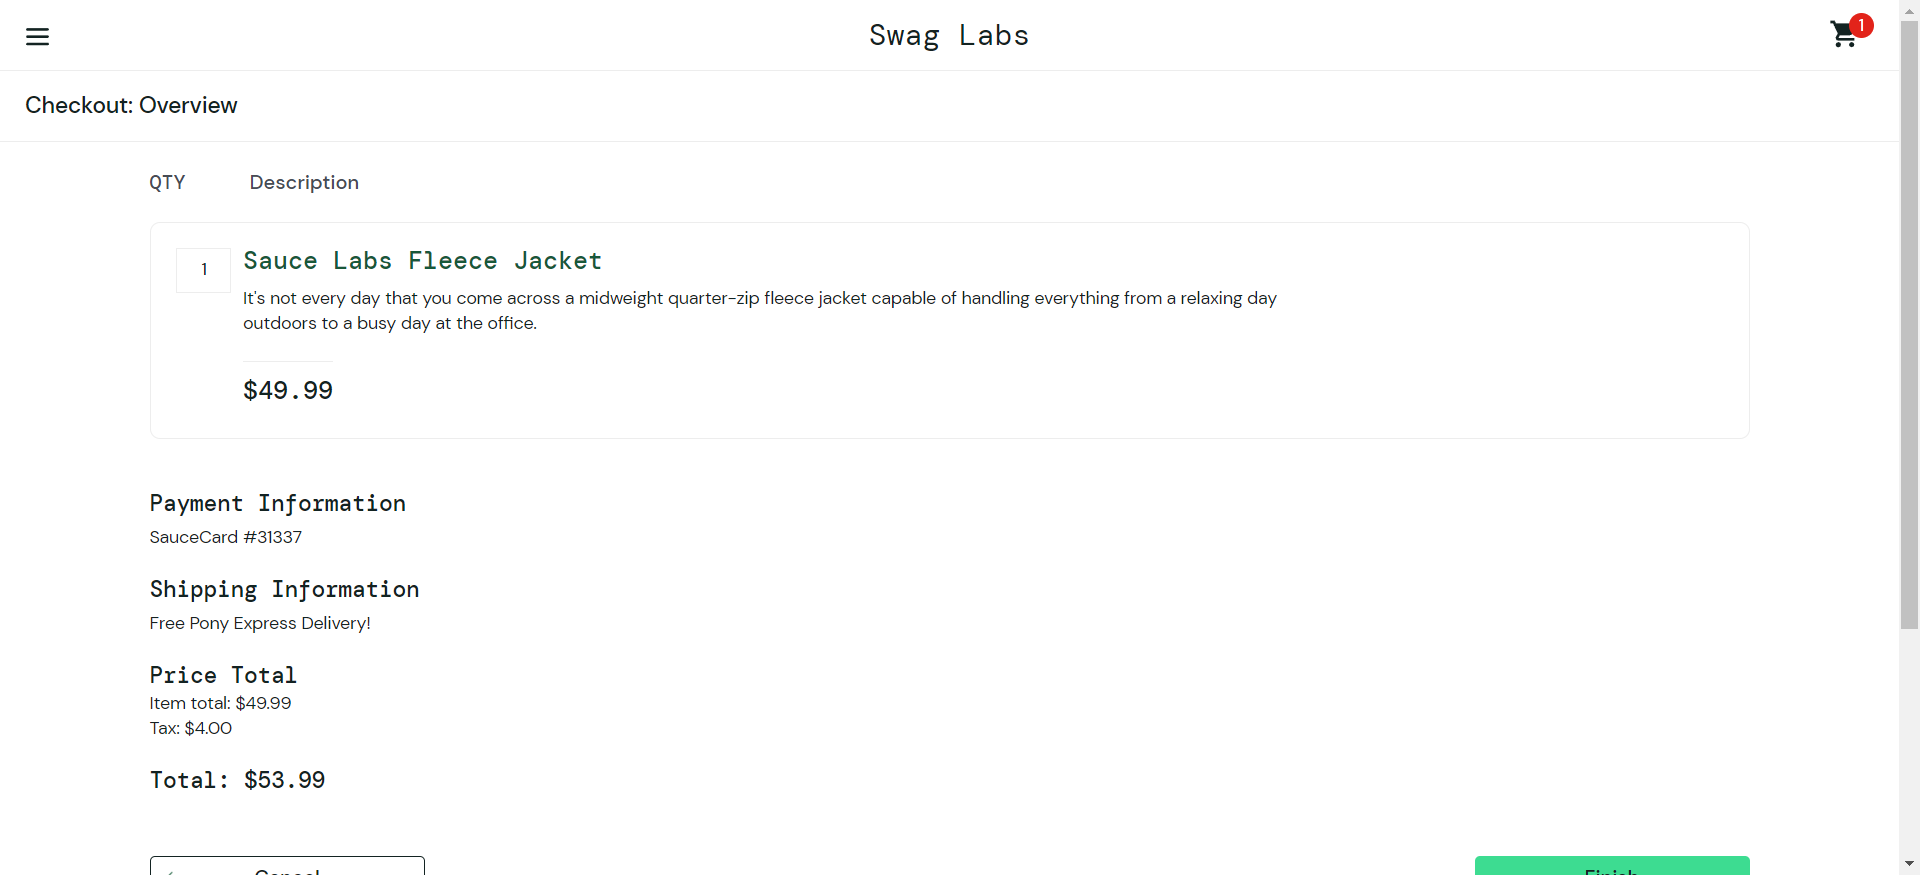 Swag Labs
1
Checkout: Overview
QTY Description
1
Sauce Labs Fleece Jacket
It's not every day that you come across a midweight quarter-zip fleece jacket capable of handling everything from a relaxing day
outdoors to a busy day at the office.
$49.99
Payment Information
SauceCard #31337
Shipping Information
Free Pony Express Delivery!
Price Total
Item total: $49.99
Tax: $4.00
Total: $53.99
Cancel
Finish